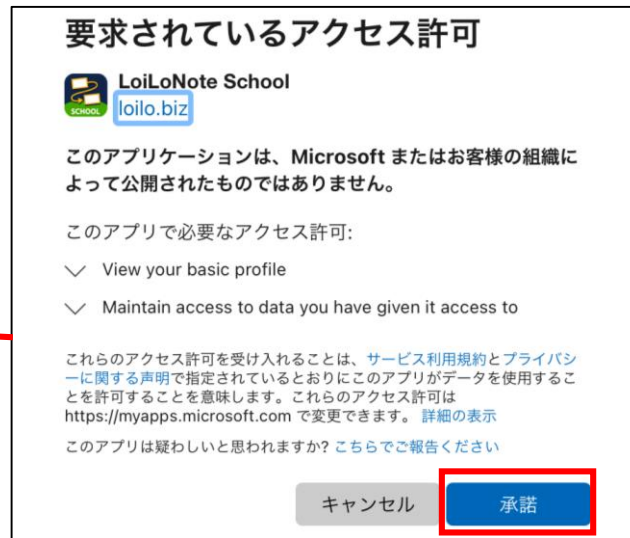 要求されているアクセス許可
LoiLoNote School
SCHOOL
loilo.biz
このアプリケーションは、Microsoft またはお客様の組織に
よって公開されたものではありません。
このアプリで必要なアクセス許可:
View your basic profile
Maintain access to data you have given it access to
これらのアクセス許可を受け入れることは、サービス利用規約とプライバシ
ーに関する声明で指定されているとおりにこのアプリがデータを使用するこ
とを許可することを意味します。これらのアクセス許可は
https://myapps.microsoft.com で変更できます。 詳細の表示
このアプリは疑わしいと思われますか? こちらでご報告ください
キャンセル 承諾